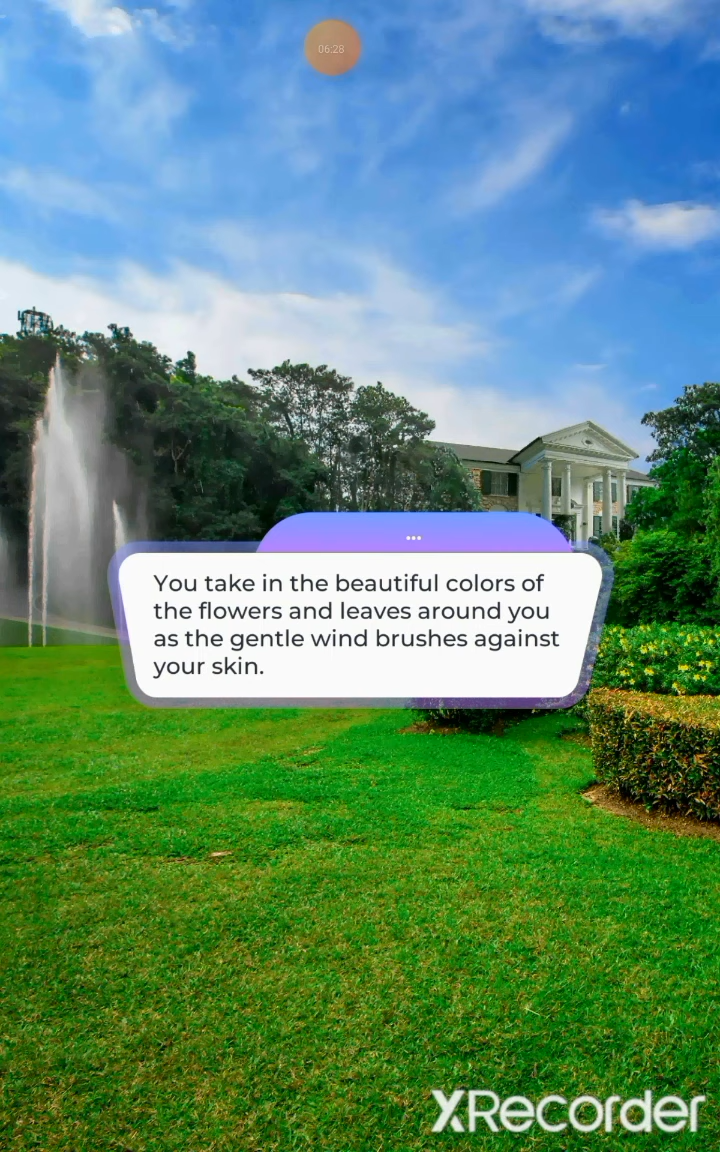 06:28
...
You take in the beautiful colors of
the flowers and leaves around you
as the gentle wind brushes against
your skin.
XRecorder